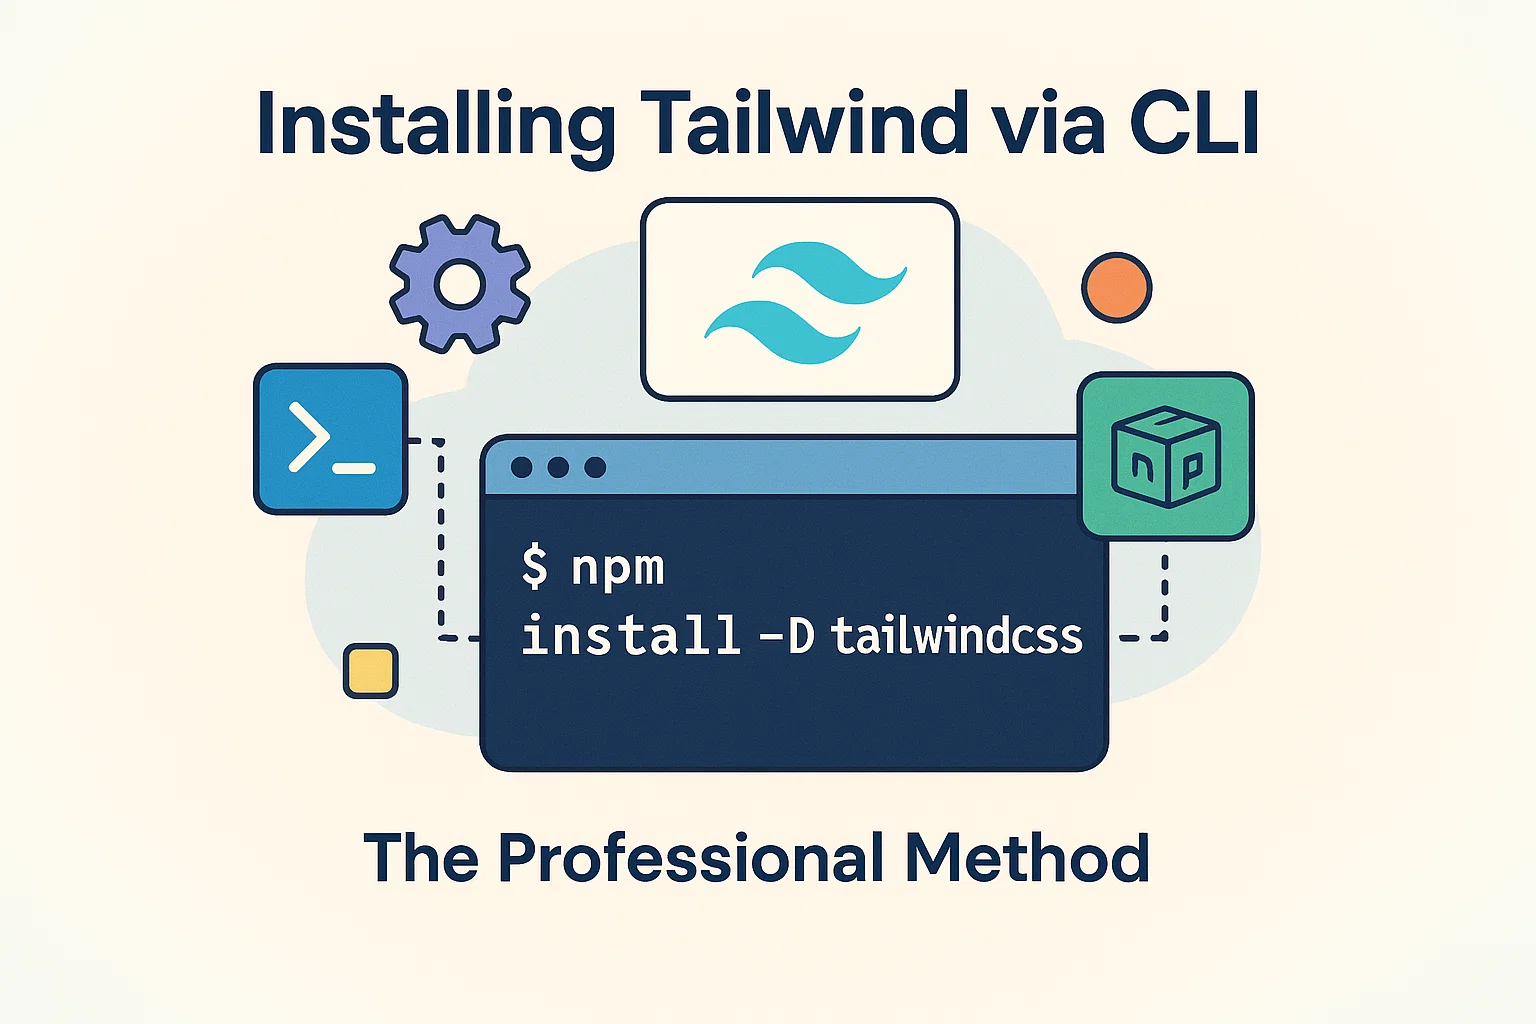 Installing Tailwind via CLI
>_
n p
$ npm
install -D tailwindcss
The Professional Method